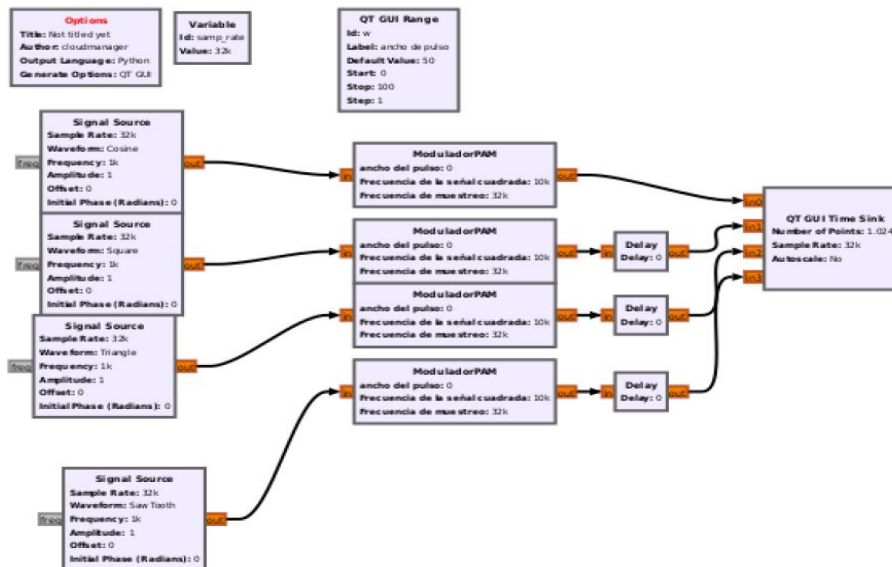 Options
Title: Not titled yet
Author: cloudmanager
Output Language: Python
Generate Options: QT GUI
Variable
Id: samp_rate
Value: 32k
QT GUI Range
Id: w
Label: ancho de pulso
Default Value: 50
Start: 0
Stop: 100
Step: 1
Signal Source
Sample Rate: 32k
Waveform: Cosine
Frequency: 1k
Amplitude: 1
Offset: 0
Initial Phase (Radians): 0
freq
out
Signal Source
Sample Rate: 32k
Waveform: Square
Frequency: 1k
Amplitude: 1
Offset: 0
Initial Phase (Radians): 0
freq
out
Signal Source
Sample Rate: 32k
Waveform: Triangle
Frequency: 1k
Amplitude: 1
Offset: 0
Initial Phase (Radians): 0
freq
out
Signal Source
Sample Rate: 32k
Waveform: Saw Tooth
Frequency: 1k
Amplitude: 1
Offset: 0
Initial Phase (Radians): 0
freq
out
ModuladorPAM
ancho del pulso: 0
Frecuencia de la señal cuadrada: 10k
Frecuencia de muestreo: 32k
in
out
ModuladorPAM
ancho del pulso: 0
Frecuencia de la señal cuadrada: 10k
Frecuencia de muestreo: 32k
in
out
ModuladorPAM
ancho del pulso: 0
Frecuencia de la señal cuadrada: 10k
Frecuencia de muestreo: 32k
in
out
ModuladorPAM
ancho del pulso: 0
Frecuencia de la señal cuadrada: 10k
Frecuencia de muestreo: 32k
in
out
Delay
Delay: 0
in
out
Delay
Delay: 0
in
out
Delay
Delay: 0
in
out
QT GUI Time Sink
Number of Points: 1.024
Sample Rate: 32k
Autoscale: No
in0
in1
in2
in3